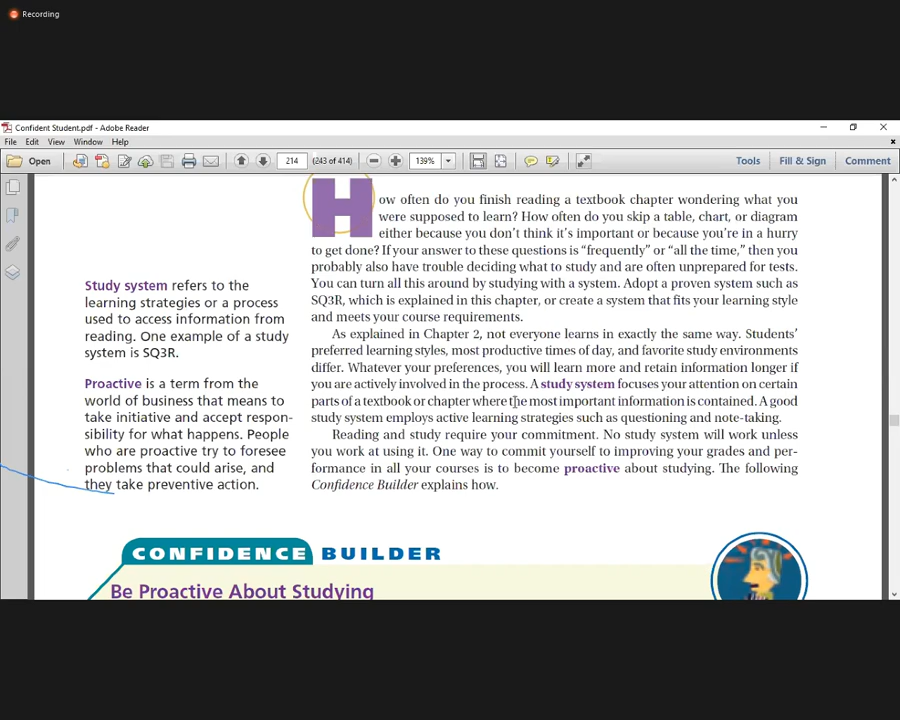 Recording
Confident Student.pdf - Adobe Reader
File Edit View Window Help
Open 214 (243 of 414) 139% Tools Fill & Sign Comment
How often do you finish reading a textbook chapter wondering what you
were supposed to learn? How often do you skip a table, chart, or diagram
either because you don't think it's important or because you're in a hurry
to get done? If your answer to these questions is "frequently" or "all the time," then you
probably also have trouble deciding what to study and are often unprepared for tests.
You can turn all this around by studying with a system. Adopt a proven system such as
SQ3R, which is explained in this chapter, or create a system that fits your learning style
and meets your course requirements.
As explained in Chapter 2, not everyone learns in exactly the same way. Students'
preferred learning styles, most productive times of day, and favorite study environments
differ. Whatever your preferences, you will learn more and retain information longer if
you are actively involved in the process. A study system focuses your attention on certain
parts of a textbook or chapter where the most important information is contained. A good
study system employs active learning strategies such as questioning and note-taking.
Reading and study require your commitment. No study system will work unless
you work at using it. One way to commit yourself to improving your grades and per-
formance in all your courses is to become proactive about studying. The following
Confidence Builder explains how.
Study system refers to the
learning strategies or a process
used to access information from
reading. One example of a study
system is SQ3R.
Proactive is a term from the
world of business that means to
take initiative and accept respon-
sibility for what happens. People
who are proactive try to foresee
problems that could arise, and
they take preventive action.
CONFIDENCE BUILDER
Be Proactive About Studying